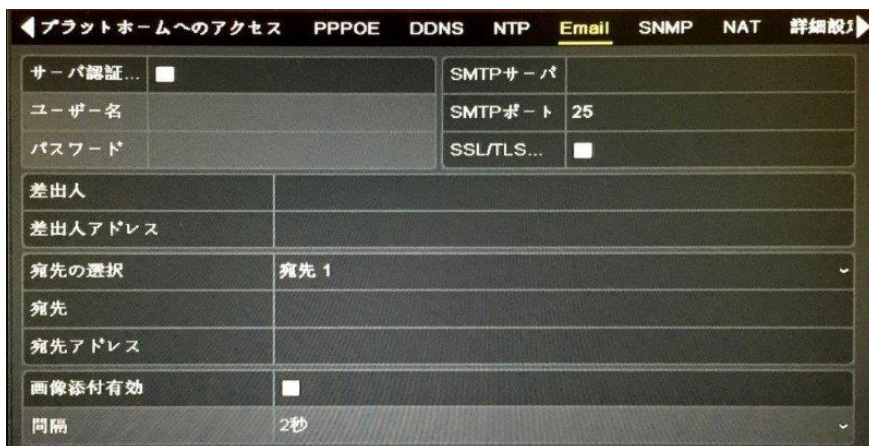 プラットホームへのアクセス PPPOE DDNS NTP Email SNMP NAT 詳細設定
サーバ認証...
ユーザー名
パスワード
SMTPサーバ
SMTPポート 25
SSL/TLS...
差出人
差出人アドレス
宛先の選択 宛先 1
宛先
宛先アドレス
画像添付有効
間隔 2秒